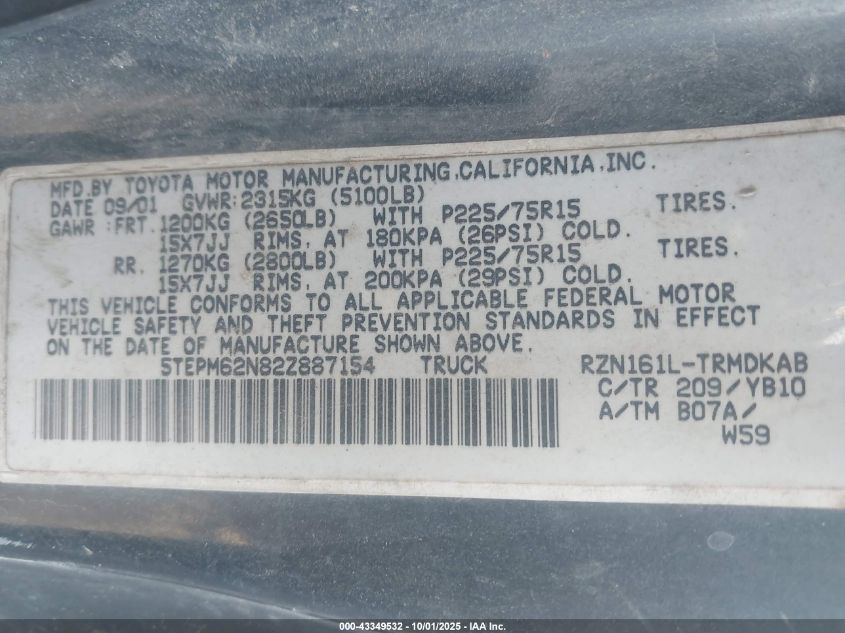 MFD.BY TOYOTA MOTOR MANUFACTURING,CALIFORNIA,INC.
DATE 09/01 GVWR:2315KG (5100LB)
GAWR :FRT.1200KG (2650LB) WITH P225/75R15 TIRES.
15X7JJ RIMS, AT 180KPA (26PSI) COLD.
RR. 1270KG (2800LB) WITH P225/75R15 TIRES.
15X7JJ RIMS, AT 200KPA (29PSI) COLD.
THIS VEHICLE CONFORMS TO ALL APPLICABLE FEDERAL MOTOR
VEHICLE SAFETY AND THEFT PREVENTION STANDARDS IN EFFECT
ON THE DATE OF MANUFACTURE SHOWN ABOVE.
5TEPM62N82Z887154 TRUCK RZN161L-TRMDKAB
C/TR 209/YB10
A/TM B07A/
W59
000-43349532 - 10/01/2025 - IAA Inc.